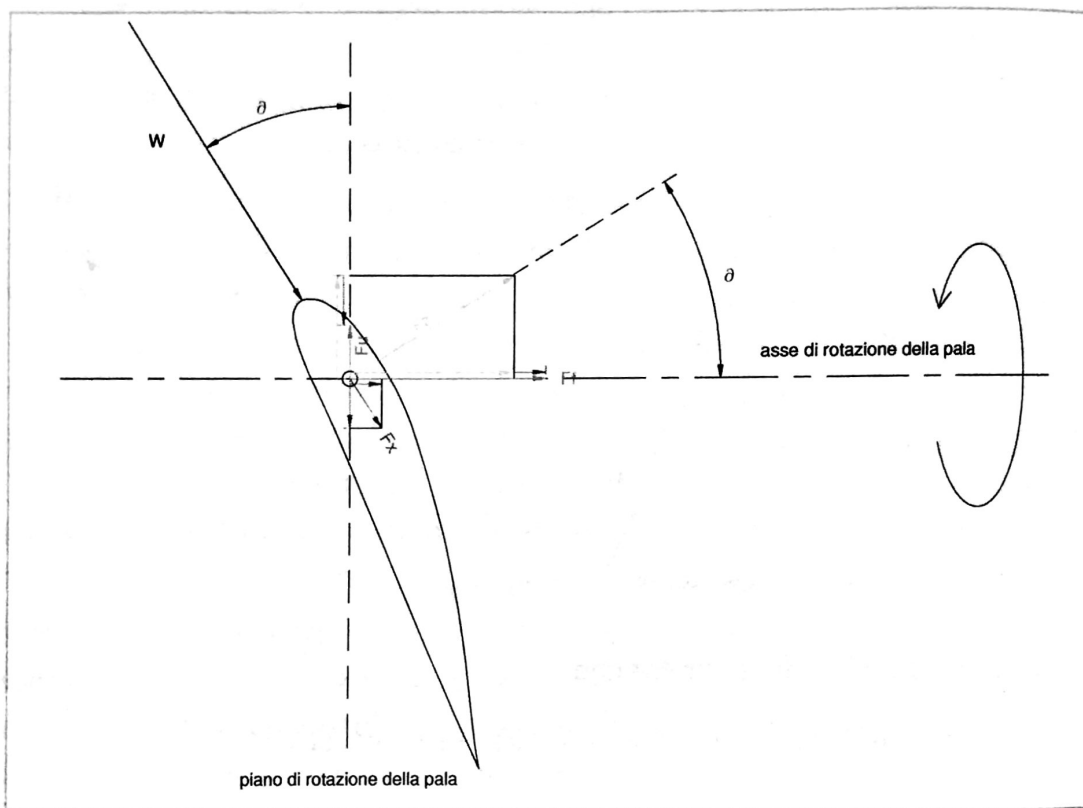 ∂
W
∂
asse di rotazione della pala
Fu
Ft
Fx
piano di rotazione della pala